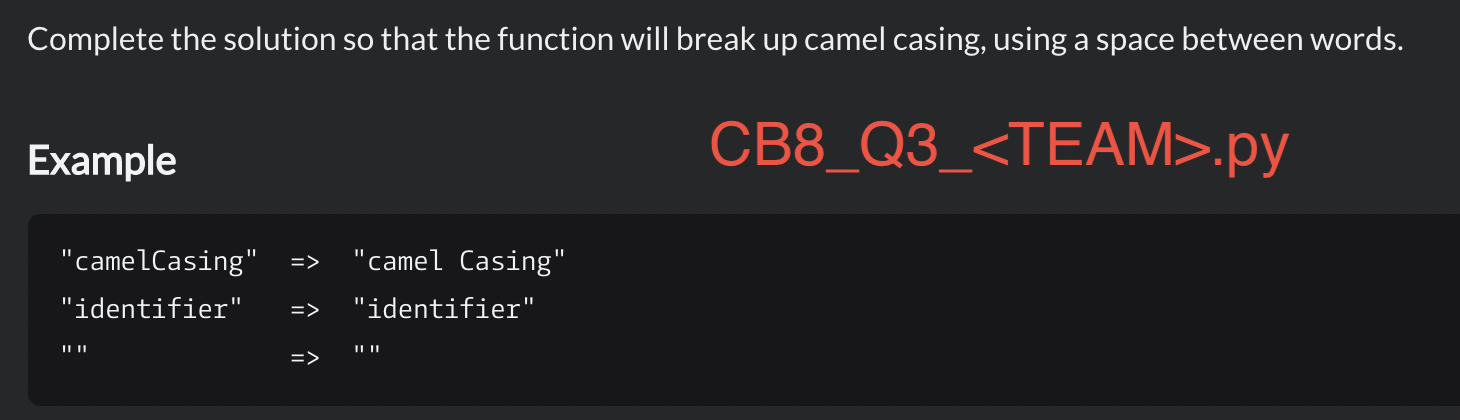 Complete the solution so that the function will break up camel casing, using a space between words.
CB8_Q3_<TEAM>.py
Example
"camelCasing"  =>  "camel Casing"
"identifier"   =>  "identifier"
""             =>  ""